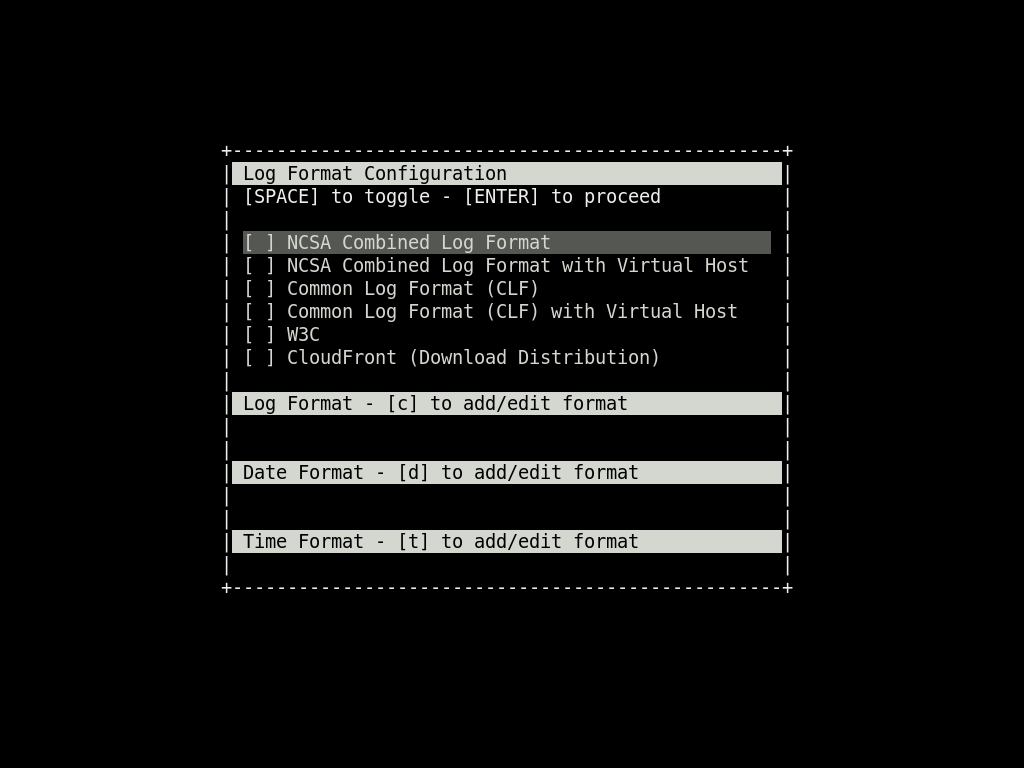 +--------------------------------------------------+
| Log Format Configuration |
| [SPACE] to toggle - [ENTER] to proceed |
| |
| [ ] NCSA Combined Log Format |
| [ ] NCSA Combined Log Format with Virtual Host |
| [ ] Common Log Format (CLF) |
| [ ] Common Log Format (CLF) with Virtual Host |
| [ ] W3C |
| [ ] CloudFront (Download Distribution) |
| |
| Log Format - [c] to add/edit format |
| |
| |
| Date Format - [d] to add/edit format |
| |
| |
| Time Format - [t] to add/edit format |
| |
+--------------------------------------------------+